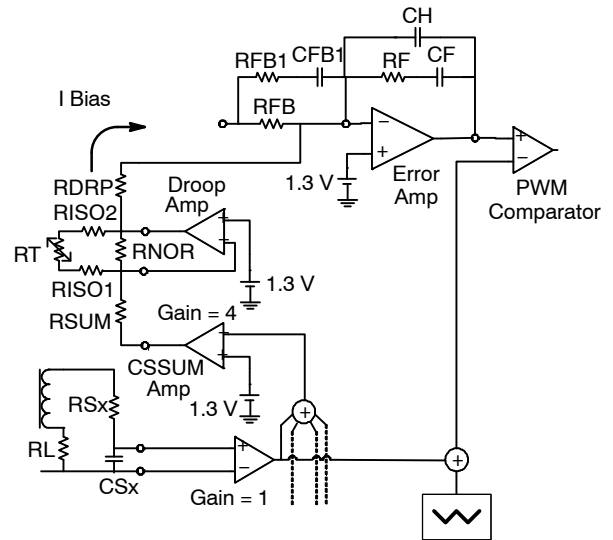 CH
RFB1 CFB1 RF CF
I Bias
RFB
−
+
+
−
RDRP
1.3 V
Error
Amp
PWM
Comparator
Droop
Amp
RISO2
+
−
RT
RNOR
1.3 V
RISO1
RSUM
Gain = 4
+
+
CSSUM
Amp
1.3 V
RSx
+
RL
+
−
+
CSx
Gain = 1